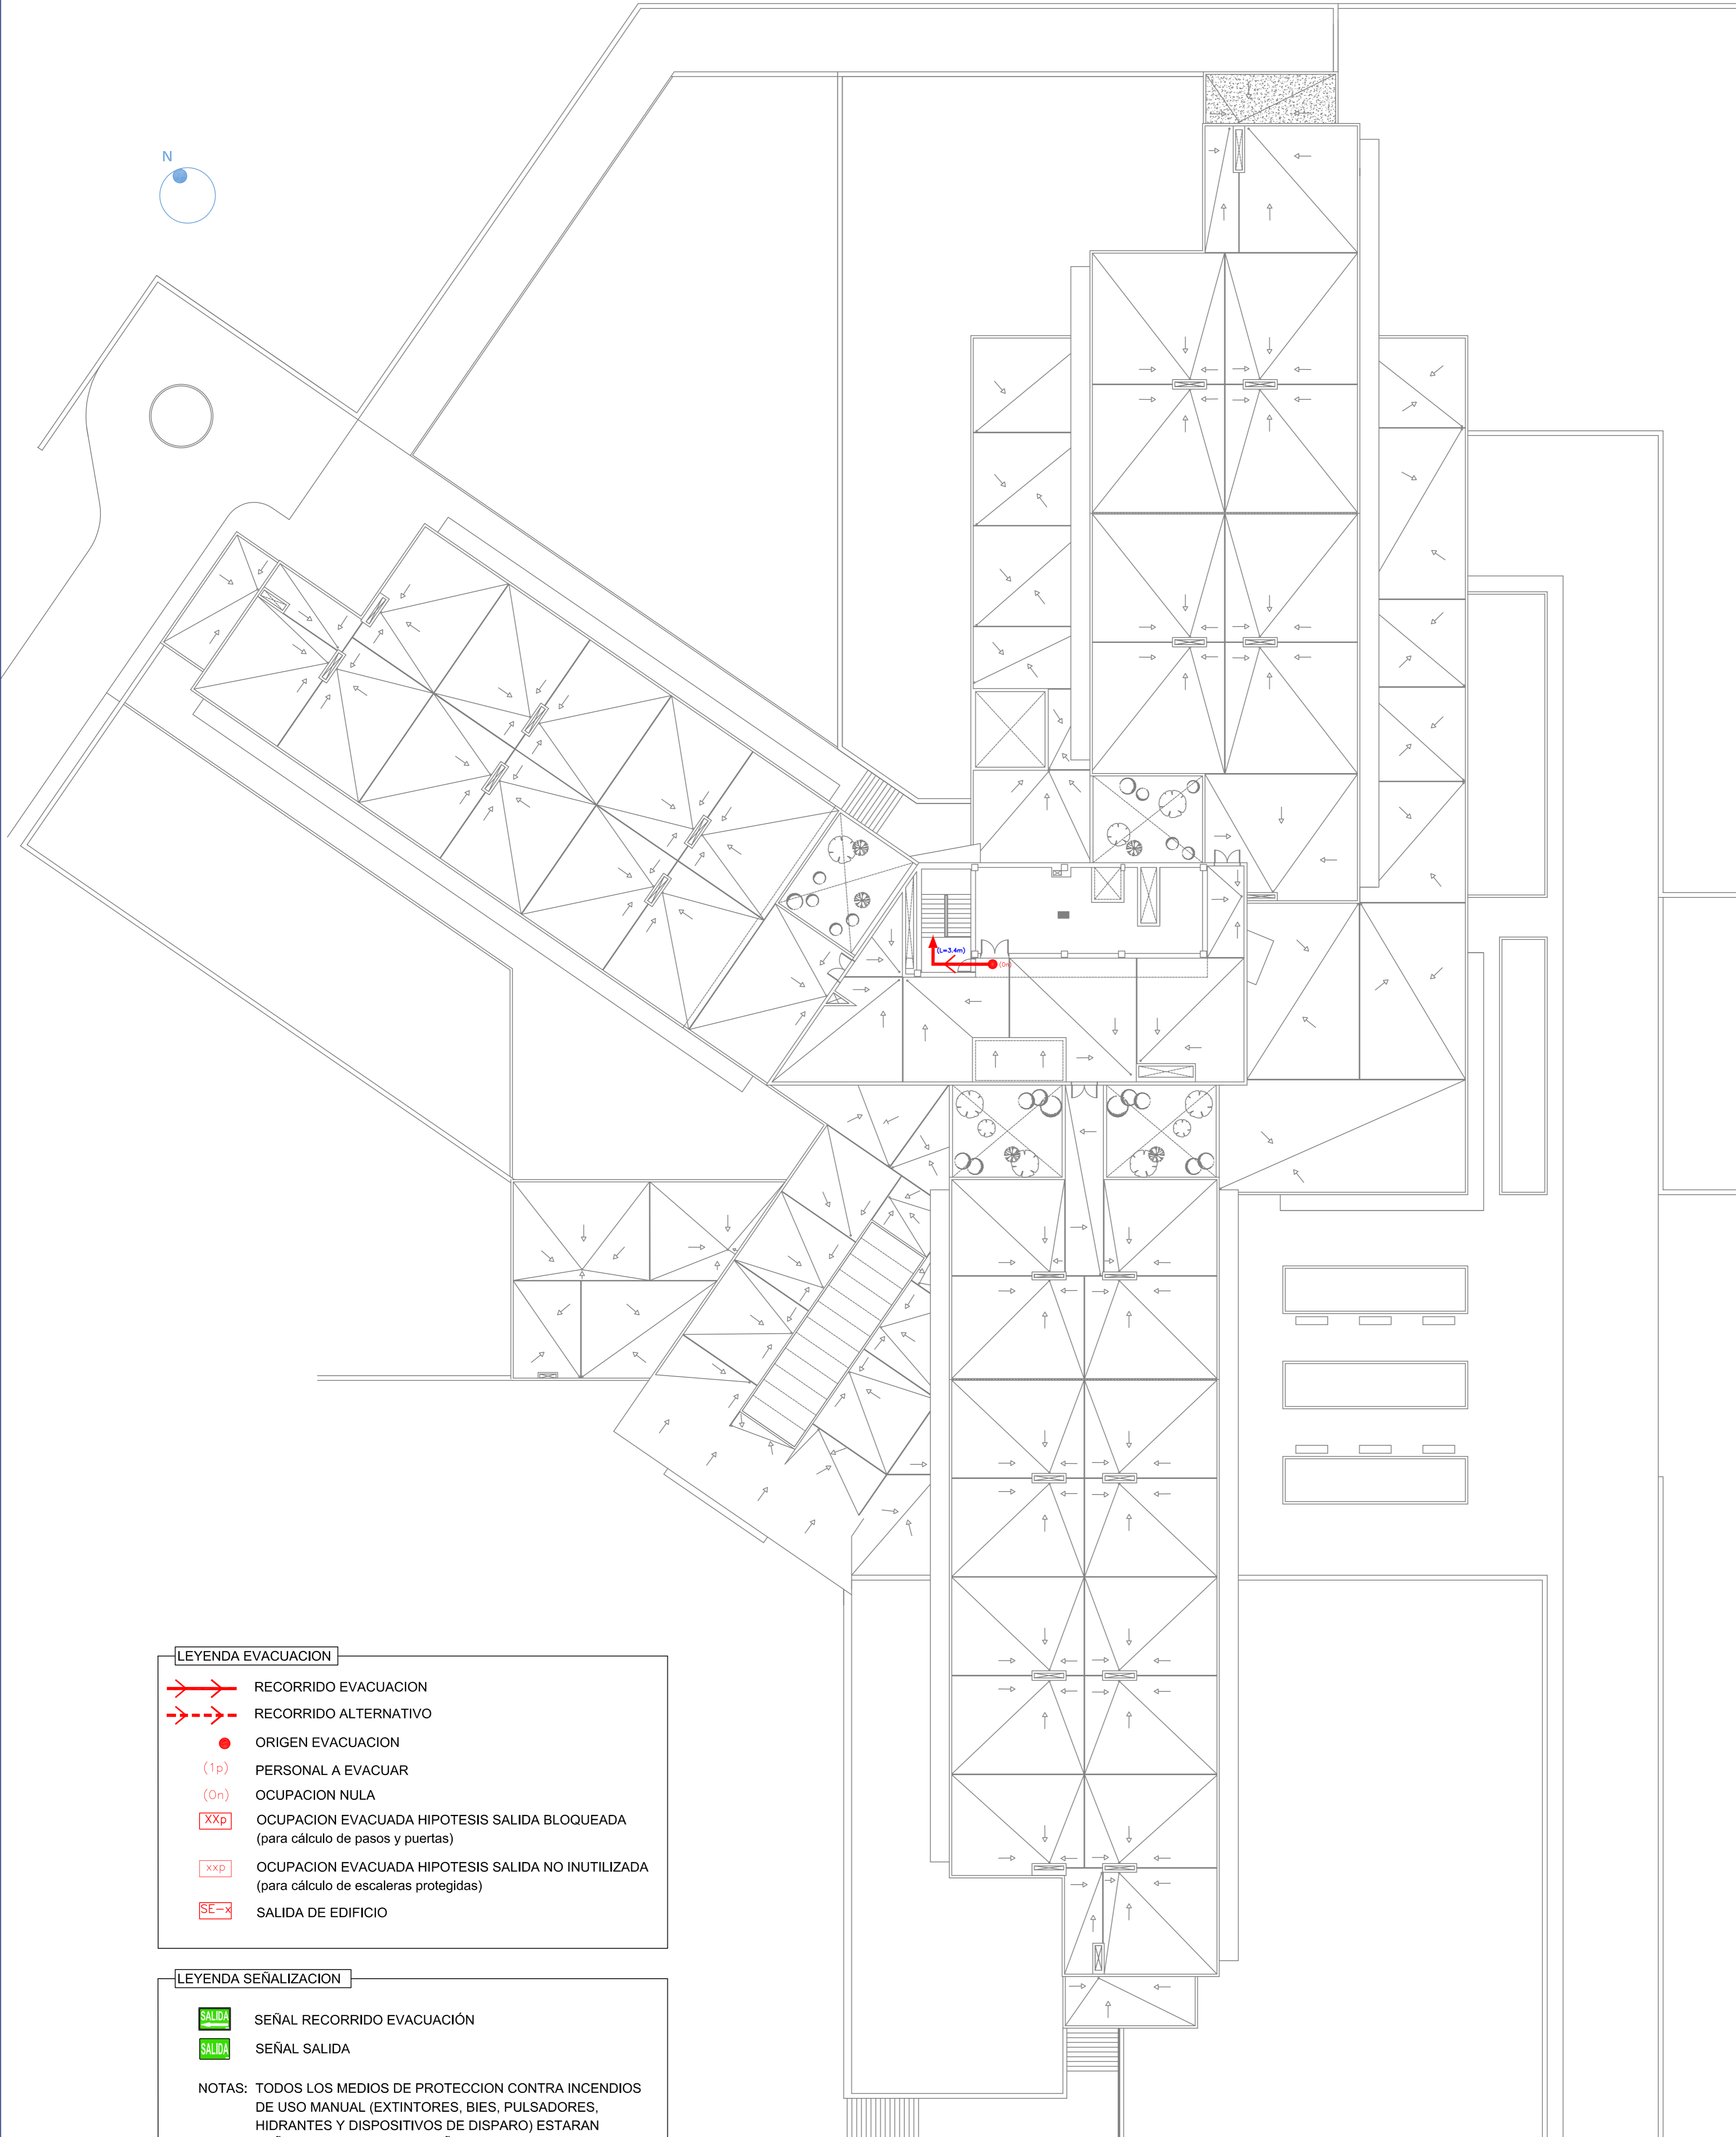 N
(L=3.4m)
(0n)
LEYENDA EVACUACION
RECORRIDO EVACUACION
RECORRIDO ALTERNATIVO
ORIGEN EVACUACION
(1p) PERSONAL A EVACUAR
(0n) OCUPACION NULA
XXp OCUPACION EVACUADA HIPOTESIS SALIDA BLOQUEADA
(para cálculo de pasos y puertas)
xxp OCUPACION EVACUADA HIPOTESIS SALIDA NO INUTILIZADA
(para cálculo de escaleras protegidas)
SE-x SALIDA DE EDIFICIO
LEYENDA SEÑALIZACION
SALIDA SEÑAL RECORRIDO EVACUACIÓN
SALIDA SEÑAL SALIDA
NOTAS: TODOS LOS MEDIOS DE PROTECCION CONTRA INCENDIOS
DE USO MANUAL (EXTINTORES, BIES, PULSADORES,
HIDRANTES Y DISPOSITIVOS DE DISPARO) ESTARAN